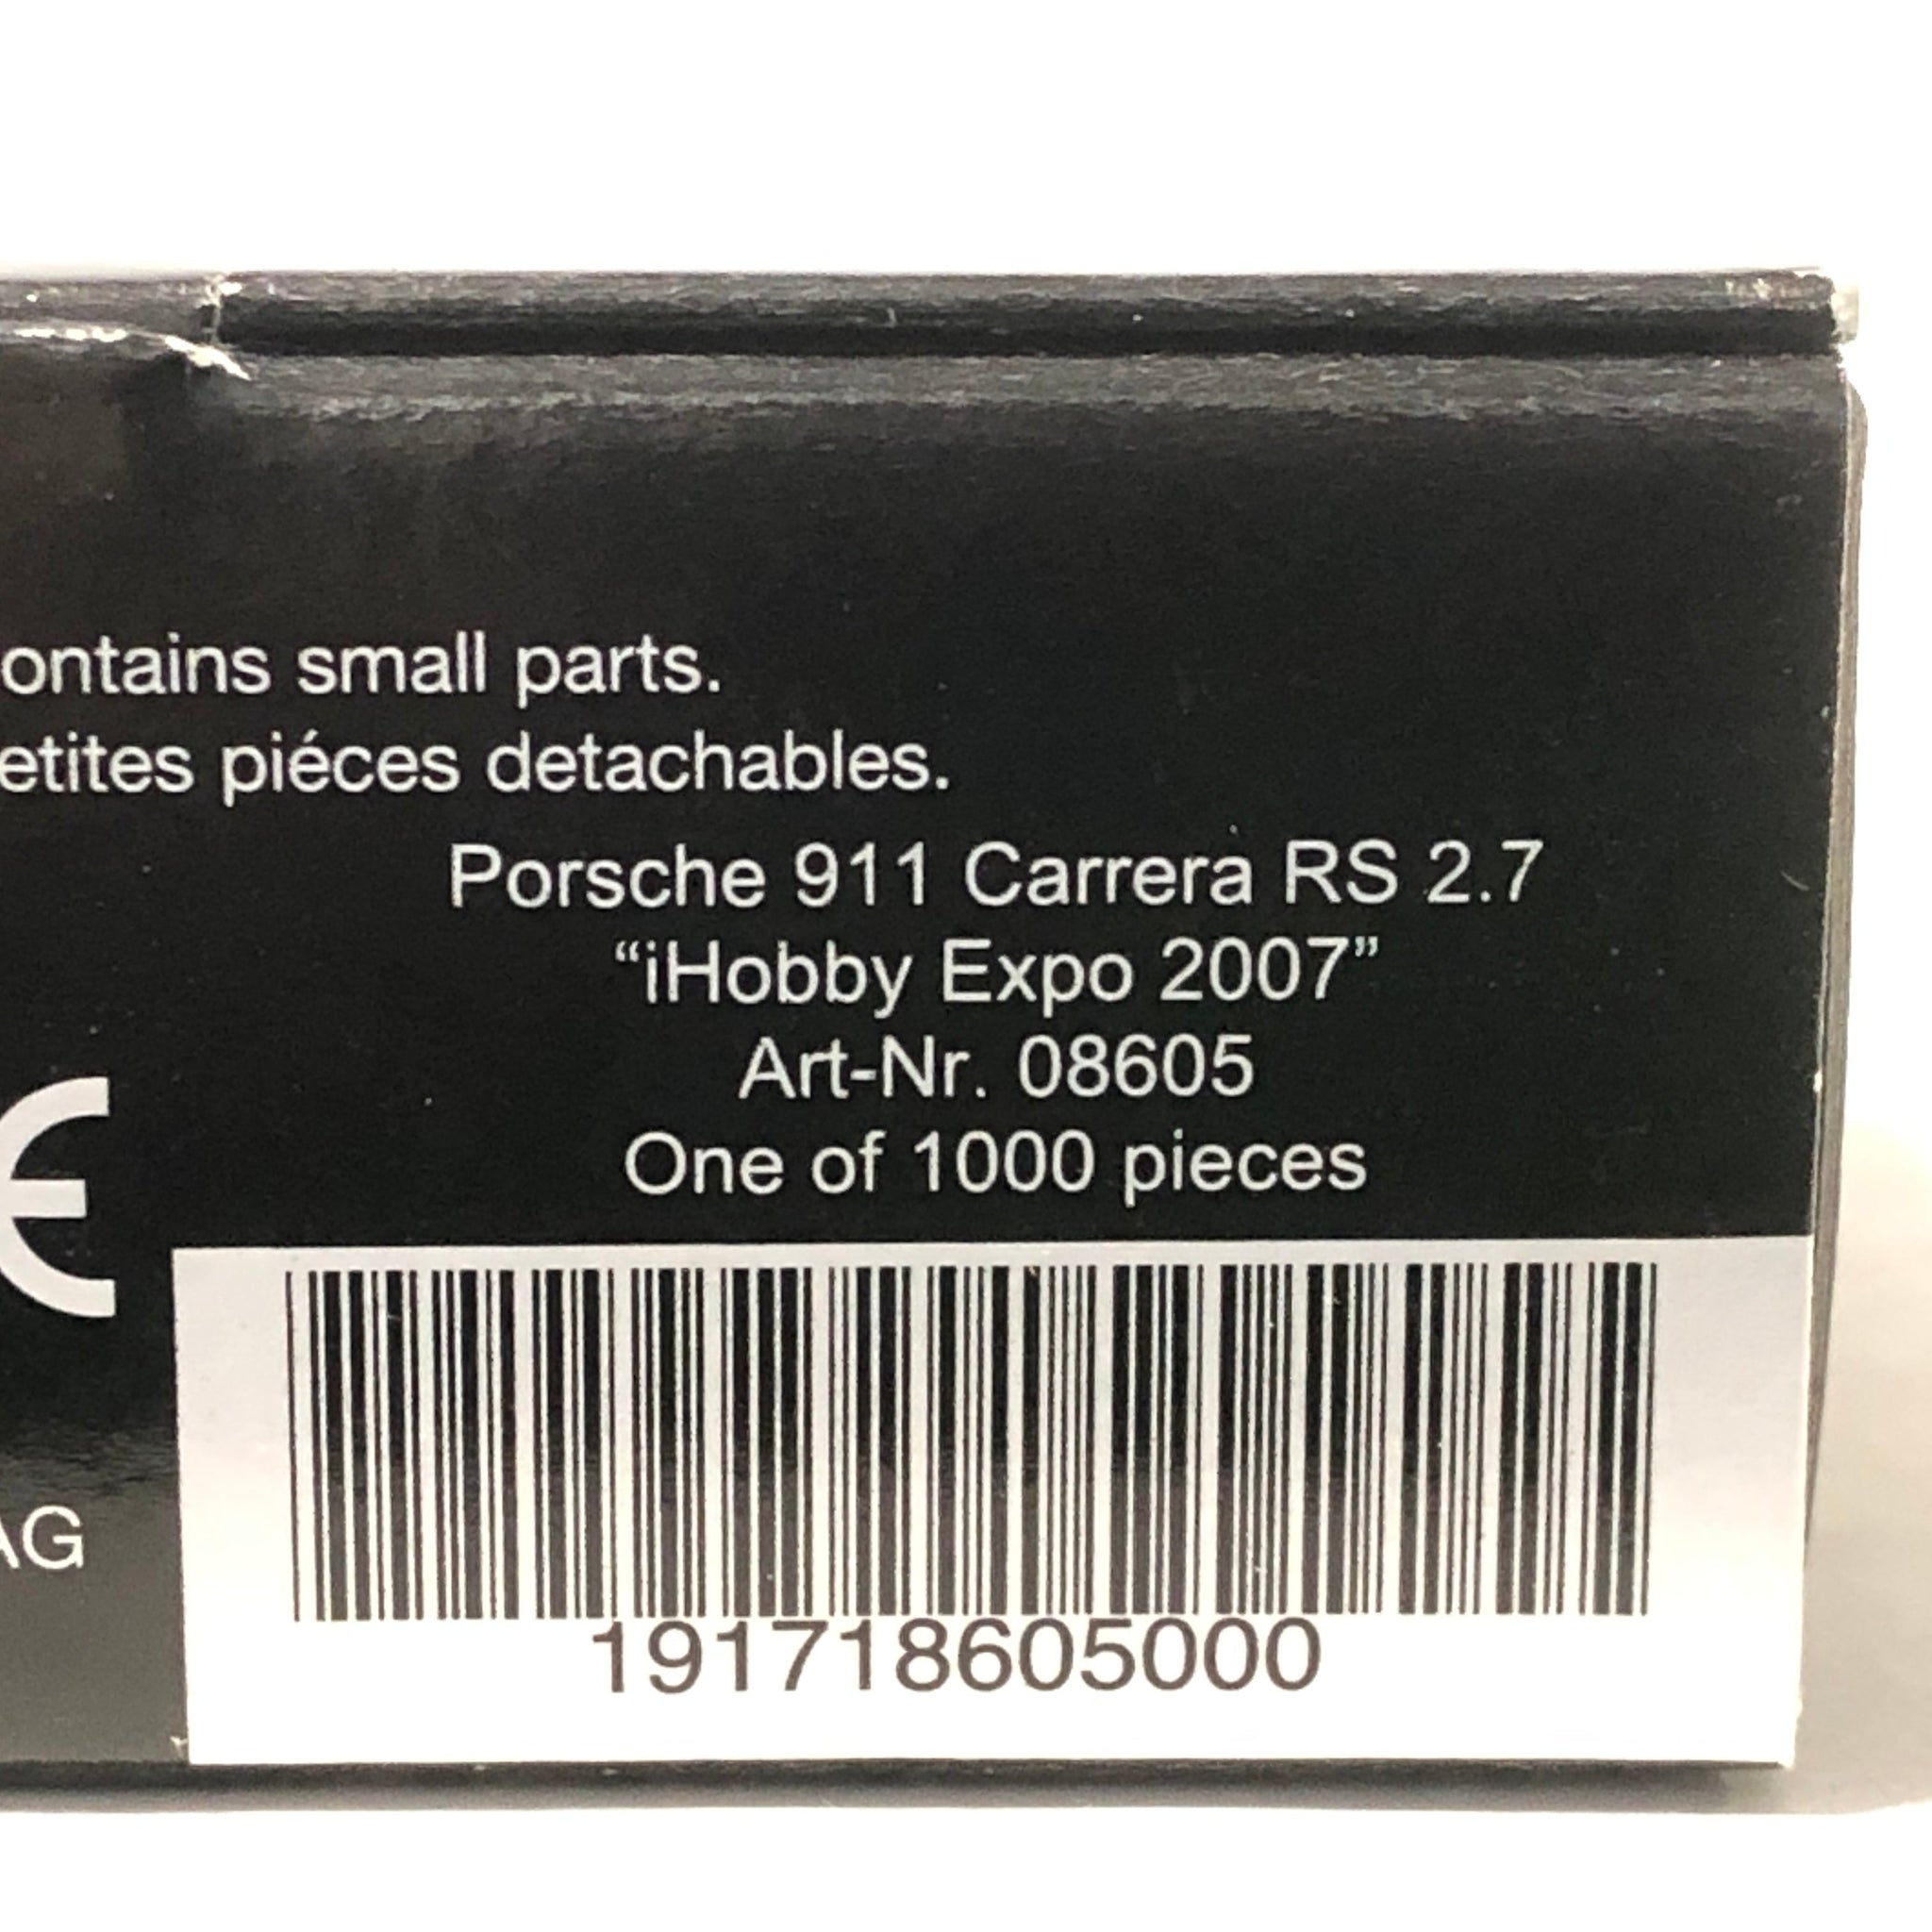 ontains small parts.
etites piéces detachables.
Porsche 911 Carrera RS 2.7
“iHobby Expo 2007”
Art-Nr. 08605
One of 1000 pieces
CE
AG
191718605000